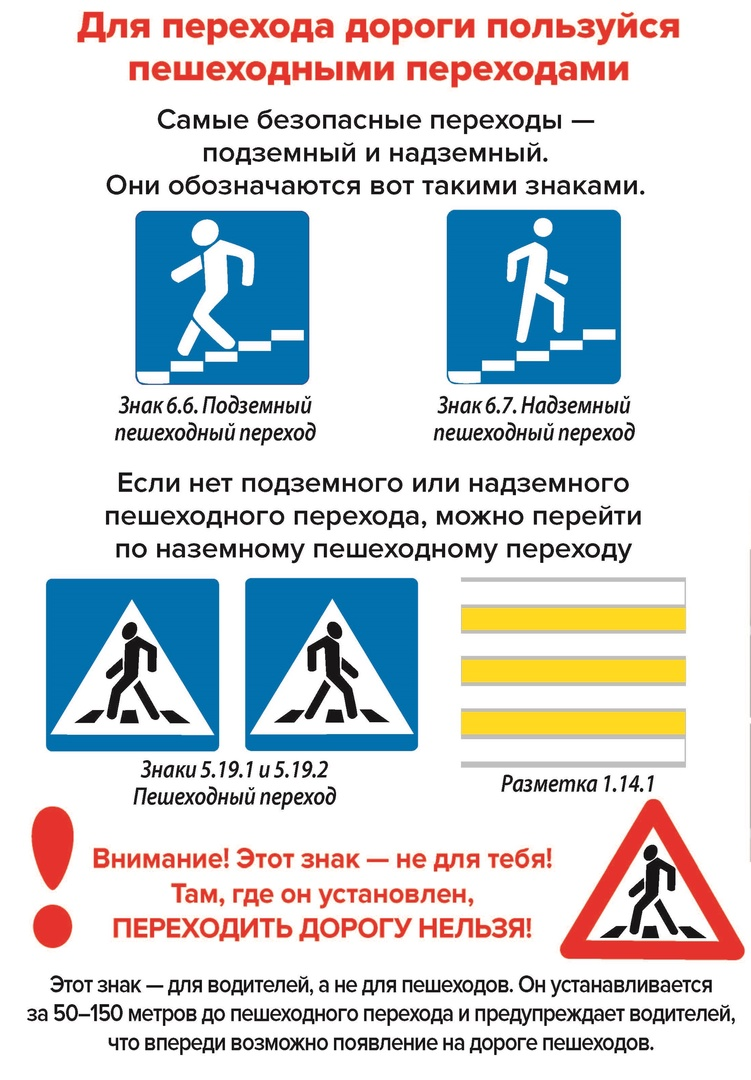 Для перехода дороги пользуйся
пешеходными переходами
Самые безопасные переходы —
подземный и надземный.
Они обозначаются вот такими знаками.
Знак 6.6. Подземный
пешеходный переход
Знак 6.7. Надземный
пешеходный переход
Если нет подземного или надземного
пешеходного перехода, можно перейти
по наземному пешеходному переходу
Знаки 5.19.1 и 5.19.2
Пешеходный переход
Разметка 1.14.1
Внимание! Этот знак — не для тебя!
Там, где он установлен,
ПЕРЕХОДИТЬ ДОРОГУ НЕЛЬЗЯ!
Этот знак — для водителей, а не для пешеходов. Он устанавливается
за 50–150 метров до пешеходного перехода и предупреждает водителей,
что впереди возможно появление на дороге пешеходов.